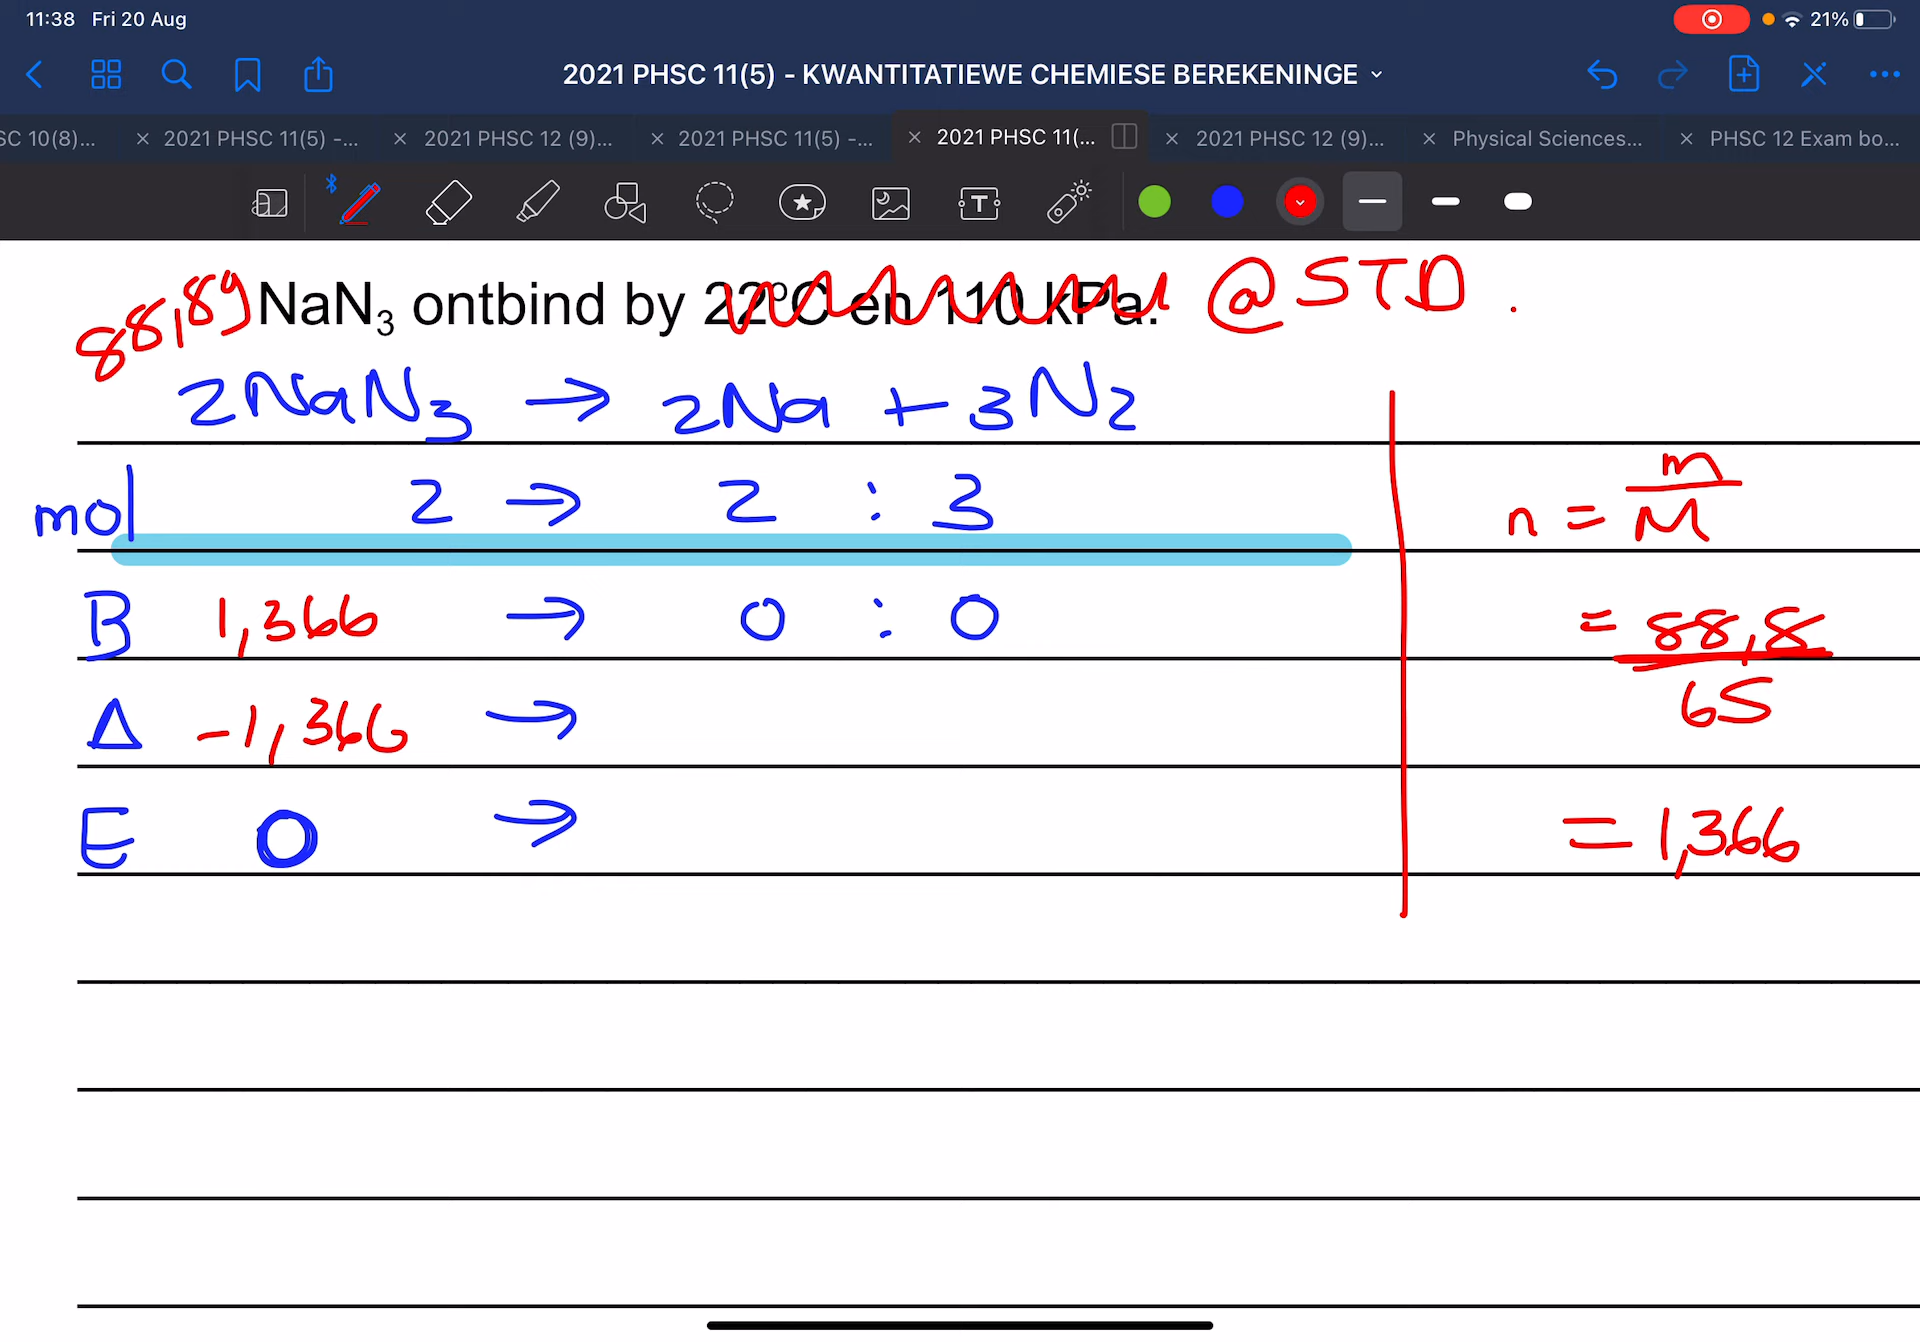 11:38 Fri 20 Aug 21%
2021 PHSC 11(5) - KWANTITATIEWE CHEMIESE BEREKENINGE
SC 10(8)... × 2021 PHSC 11(5) -... × 2021 PHSC 12 (9)... × 2021 PHSC 11(5) -... × 2021 PHSC 11(... × 2021 PHSC 12 (9)... × Physical Sciences... × PHSC 12 Exam bo...
88,8g NaN₃ ontbind by 22°C en 110 kPa. @ STD.
2NaN₃ → 2Na + 3N₂
mol 2 → 2 : 3
B 1,366 → 0 : 0
Δ -1,366 →
E 0 →
n = m/M
= 88,8/65
= 1,366